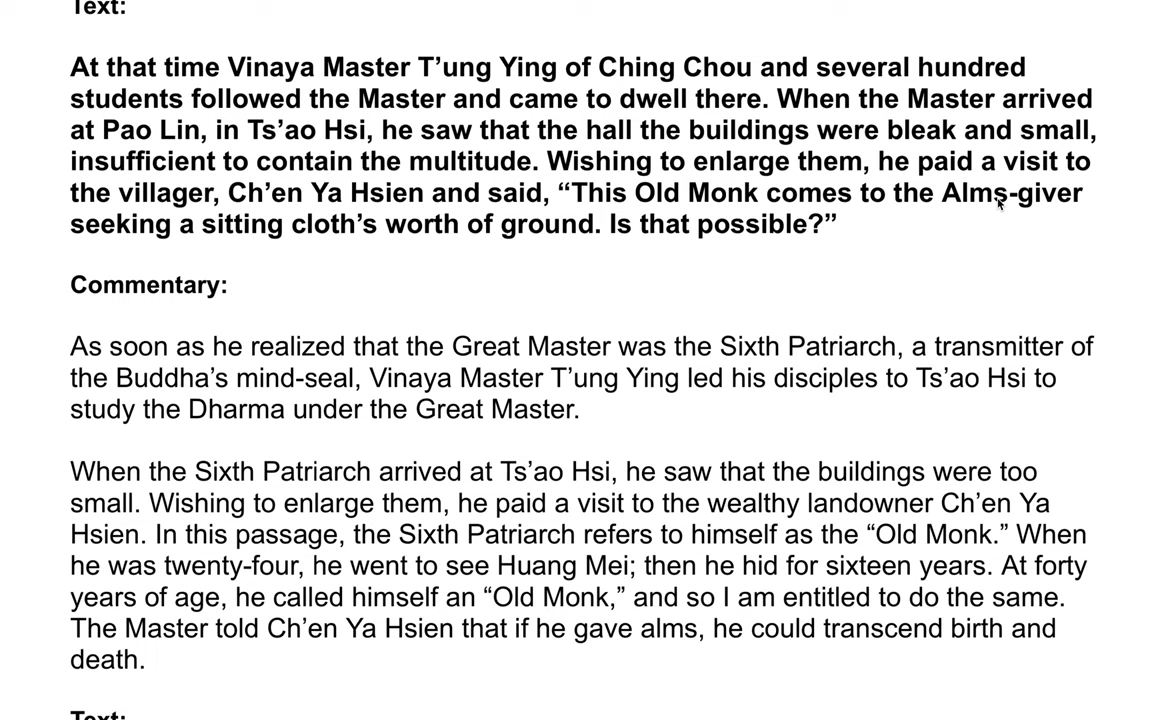 Text:
At that time Vinaya Master T’ung Ying of Ching Chou and several hundred
students followed the Master and came to dwell there. When the Master arrived
at Pao Lin, in Ts’ao Hsi, he saw that the hall the buildings were bleak and small,
insufficient to contain the multitude. Wishing to enlarge them, he paid a visit to
the villager, Ch’en Ya Hsien and said, “This Old Monk comes to the Alms-giver
seeking a sitting cloth’s worth of ground. Is that possible?”
Commentary:
As soon as he realized that the Great Master was the Sixth Patriarch, a transmitter of
the Buddha’s mind-seal, Vinaya Master T’ung Ying led his disciples to Ts’ao Hsi to
study the Dharma under the Great Master.
When the Sixth Patriarch arrived at Ts’ao Hsi, he saw that the buildings were too
small. Wishing to enlarge them, he paid a visit to the wealthy landowner Ch’en Ya
Hsien. In this passage, the Sixth Patriarch refers to himself as the “Old Monk.” When
he was twenty-four, he went to see Huang Mei; then he hid for sixteen years. At forty
years of age, he called himself an “Old Monk,” and so I am entitled to do the same.
The Master told Ch’en Ya Hsien that if he gave alms, he could transcend birth and
death.
Text: